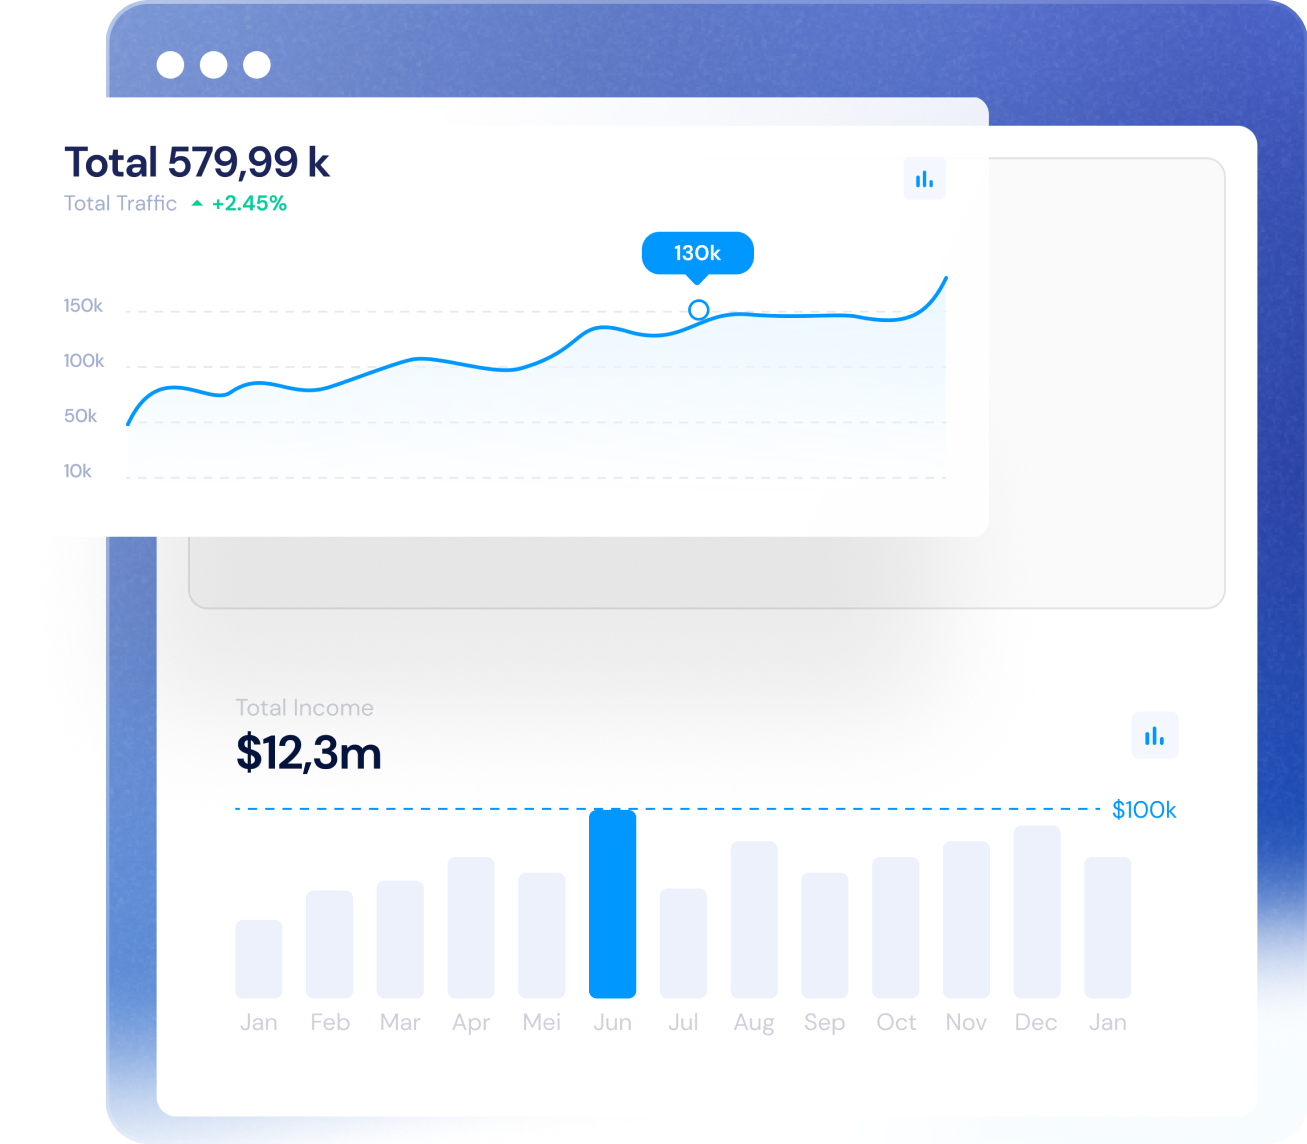 Total 579,99 k
Total Traffic +2.45%
130k
150k
100k
50k
10k
Total Income
$12,3m
$100k
Jan Feb Mar Apr Mei Jun Jul Aug Sep Oct Nov Dec Jan